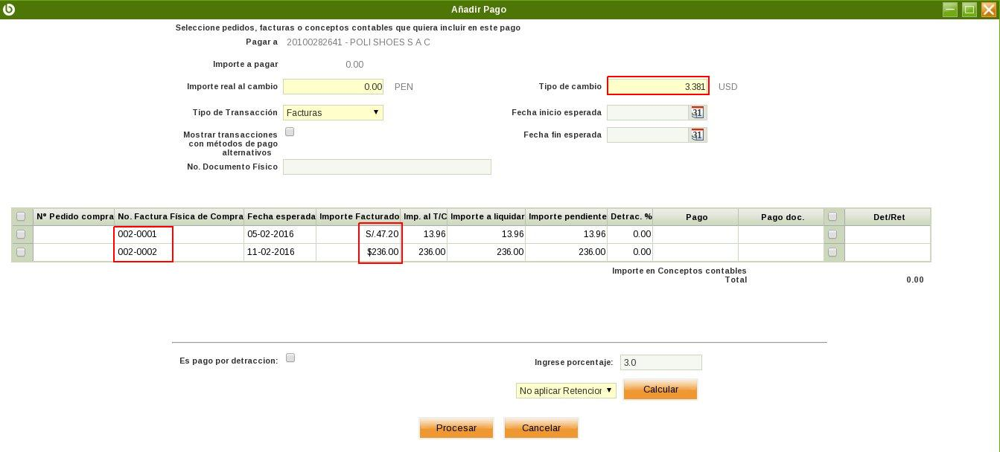 Añadir Pago
Seleccione pedidos, facturas o conceptos contables que quiera incluir en este pago
Pagar a 20100282641 - POLI SHOES S A C
Importe a pagar 0.00
Importe real al cambio 0.00 PEN Tipo de cambio 3.381 USD
Tipo de Transacción Facturas Fecha inicio esperada 31
Mostrar transacciones con métodos de pago alternativos Fecha fin esperada 31
No. Documento Físico
Nº Pedido compra No. Factura Física de Compra Fecha esperada Importe Facturado Imp. al T/C Importe a liquidar Importe pendiente Detrac. % Pago Pago doc. Det/Ret
002-0001 05-02-2016 S/.47.20 13.96 13.96 13.96 0.00
002-0002 11-02-2016 $236.00 236.00 236.00 236.00 0.00
Importe en Conceptos contables
Total 0.00
Es pago por detraccion: Ingrese porcentaje: 3.0
No aplicar Retencior Calcular
Procesar Cancelar